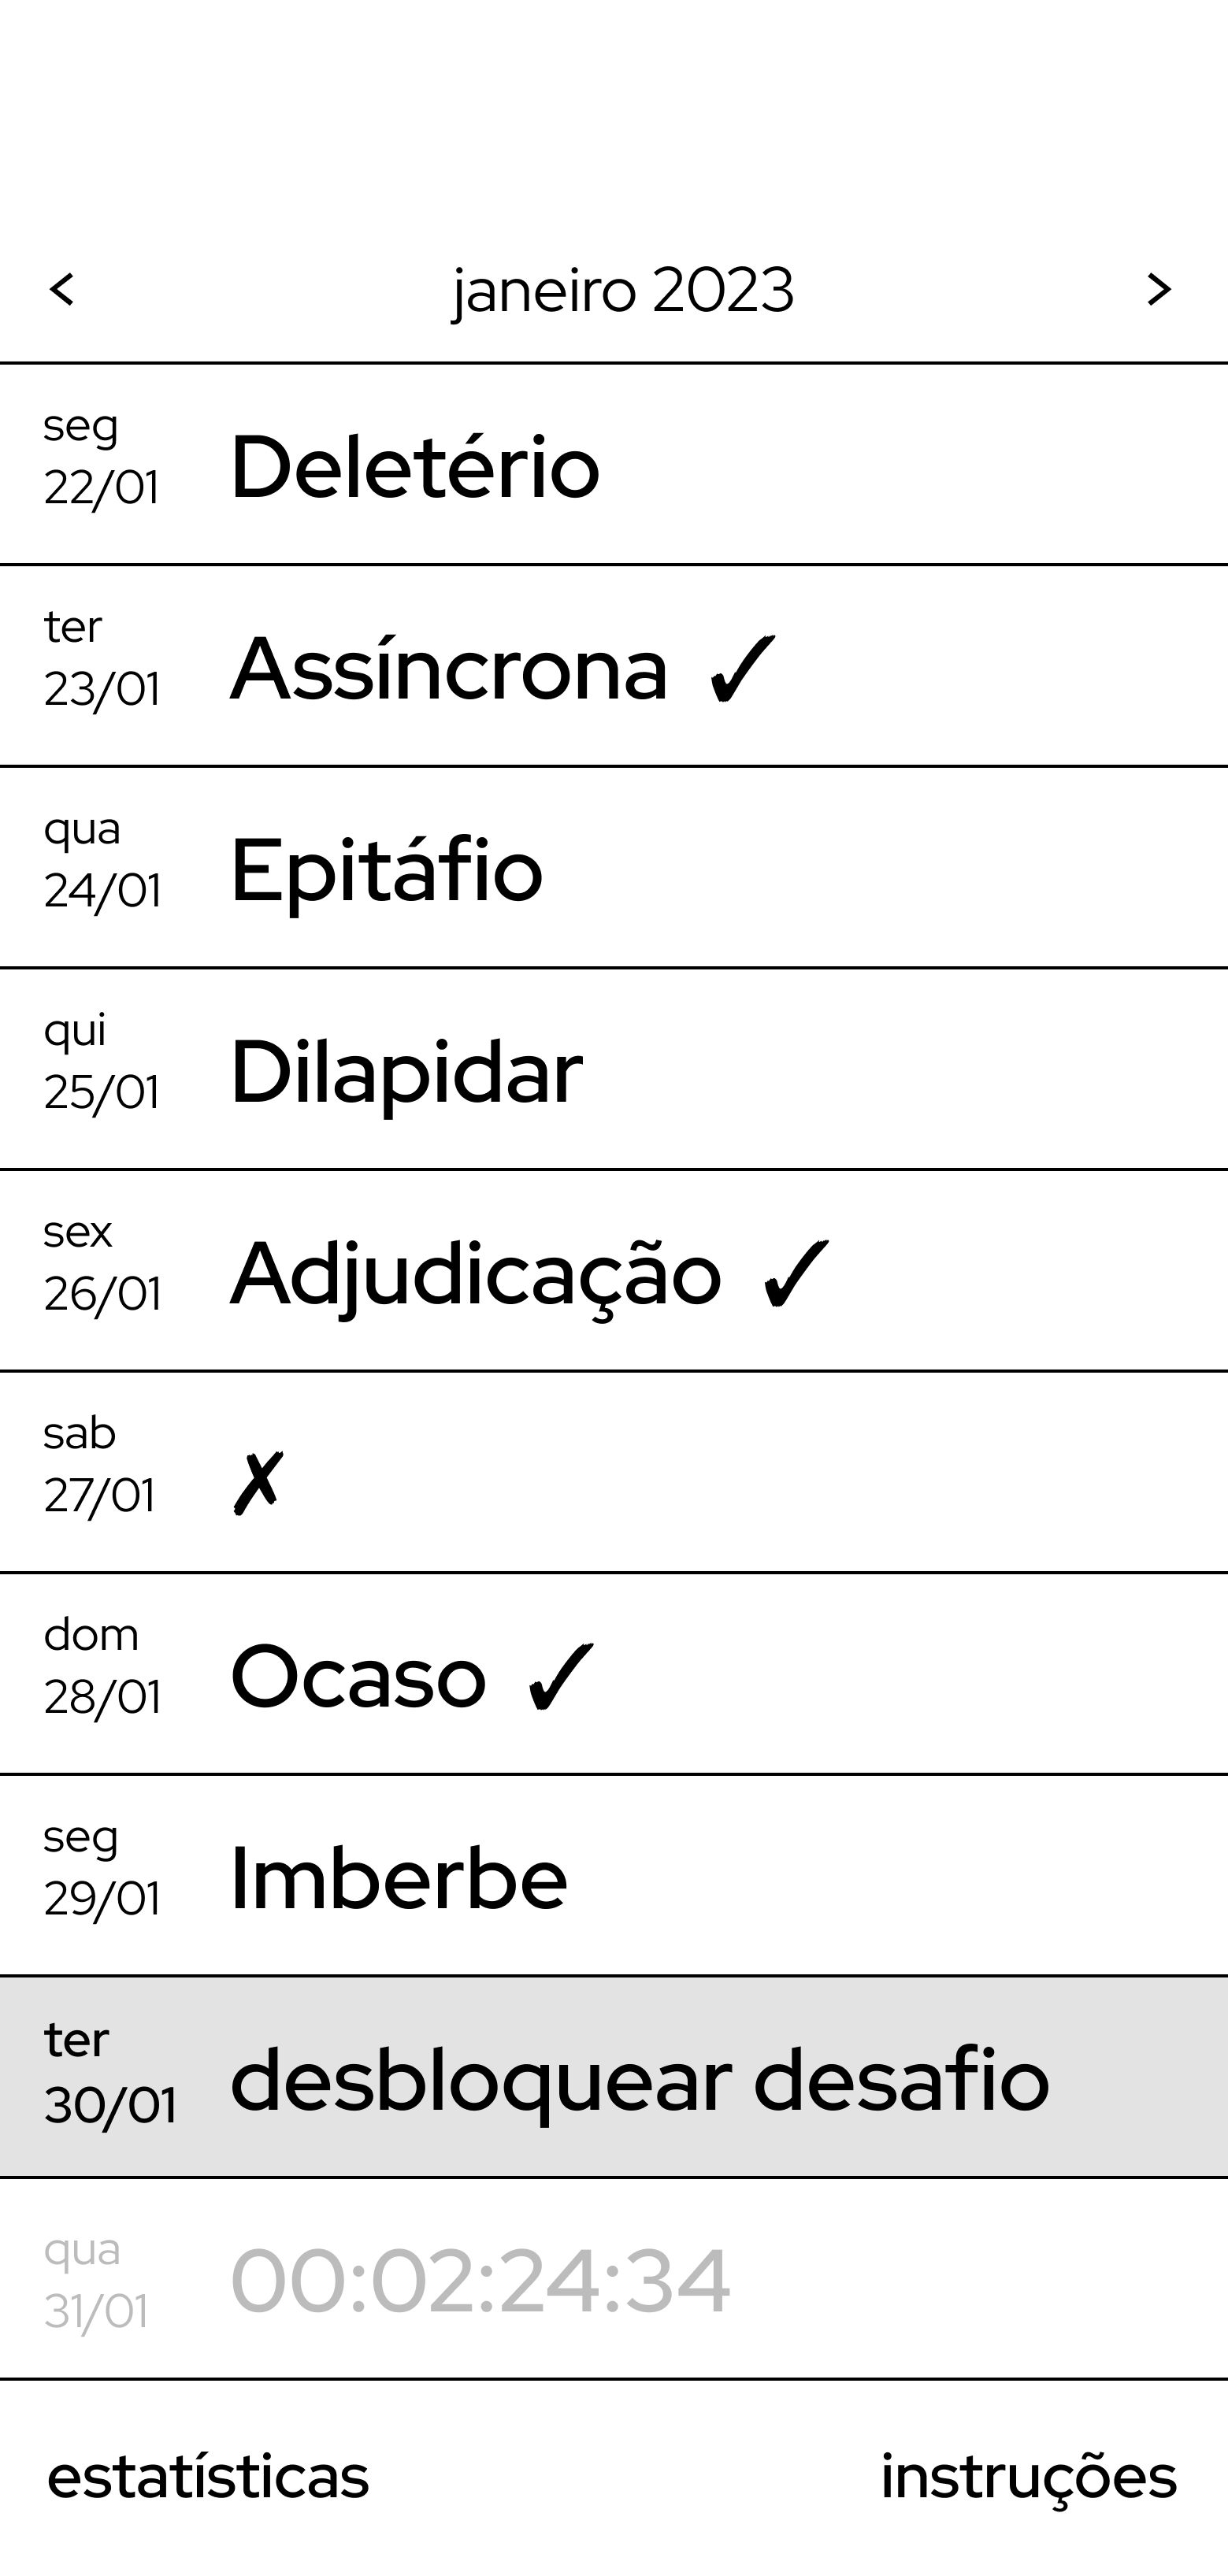 < janeiro 2023 >
seg
22/01
Deletério
ter
23/01
Assíncrona ✓
qua
24/01
Epitáfio
qui
25/01
Dilapidar
sex
26/01
Adjudicação ✓
sab
27/01
✗
dom
28/01
Ocaso ✓
seg
29/01
Imberbe
ter
30/01
desbloquear desafio
qua
31/01
00:02:24:34
estatísticas instruções